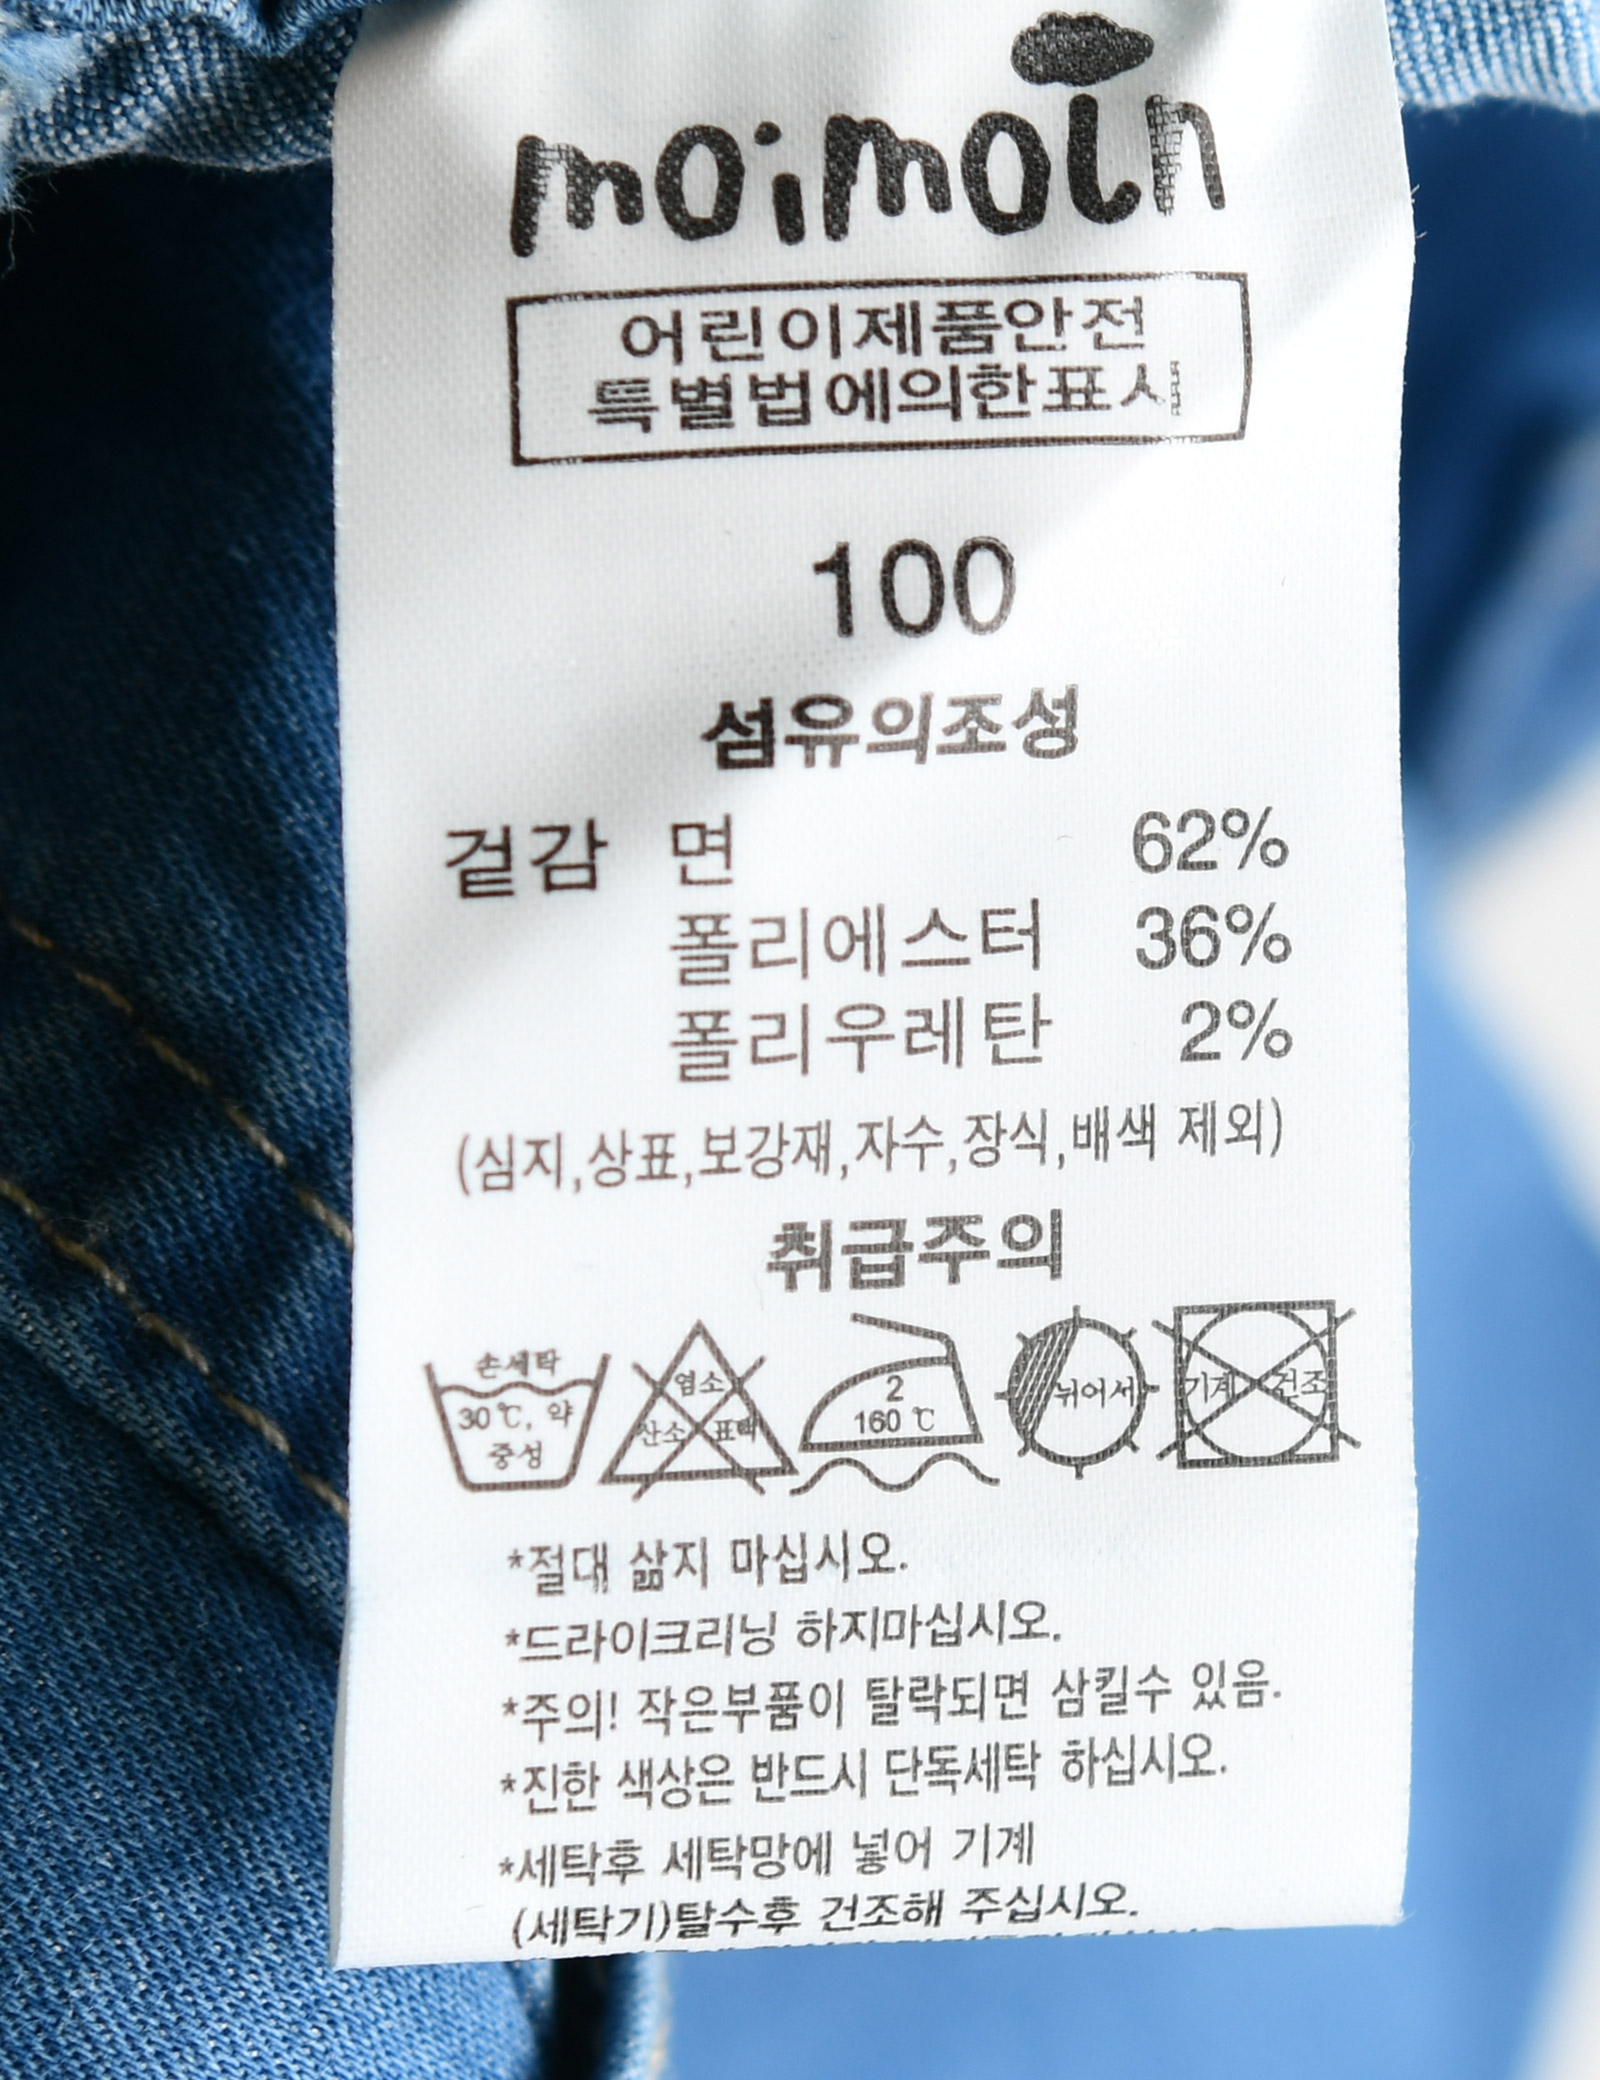 moimoln
어린이제품안전
특별법에의한표시
100
섬유의조성
겉감 면 62%
폴리에스터 36%
폴리우레탄 2%
(심지,상표,보강재,자수,장식,배색 제외)
취급주의
손세탁
30℃, 약
중성
염소
산소 표백
2
160℃
뉘어서
기계 건조
*절대 삶지 마십시오.
*드라이크리닝 하지마십시오.
*주의! 작은부품이 탈락되면 삼킬수 있음.
*진한 색상은 반드시 단독세탁 하십시오.
*세탁후 세탁망에 넣어 기계
(세탁기)탈수후 건조해 주십시오.